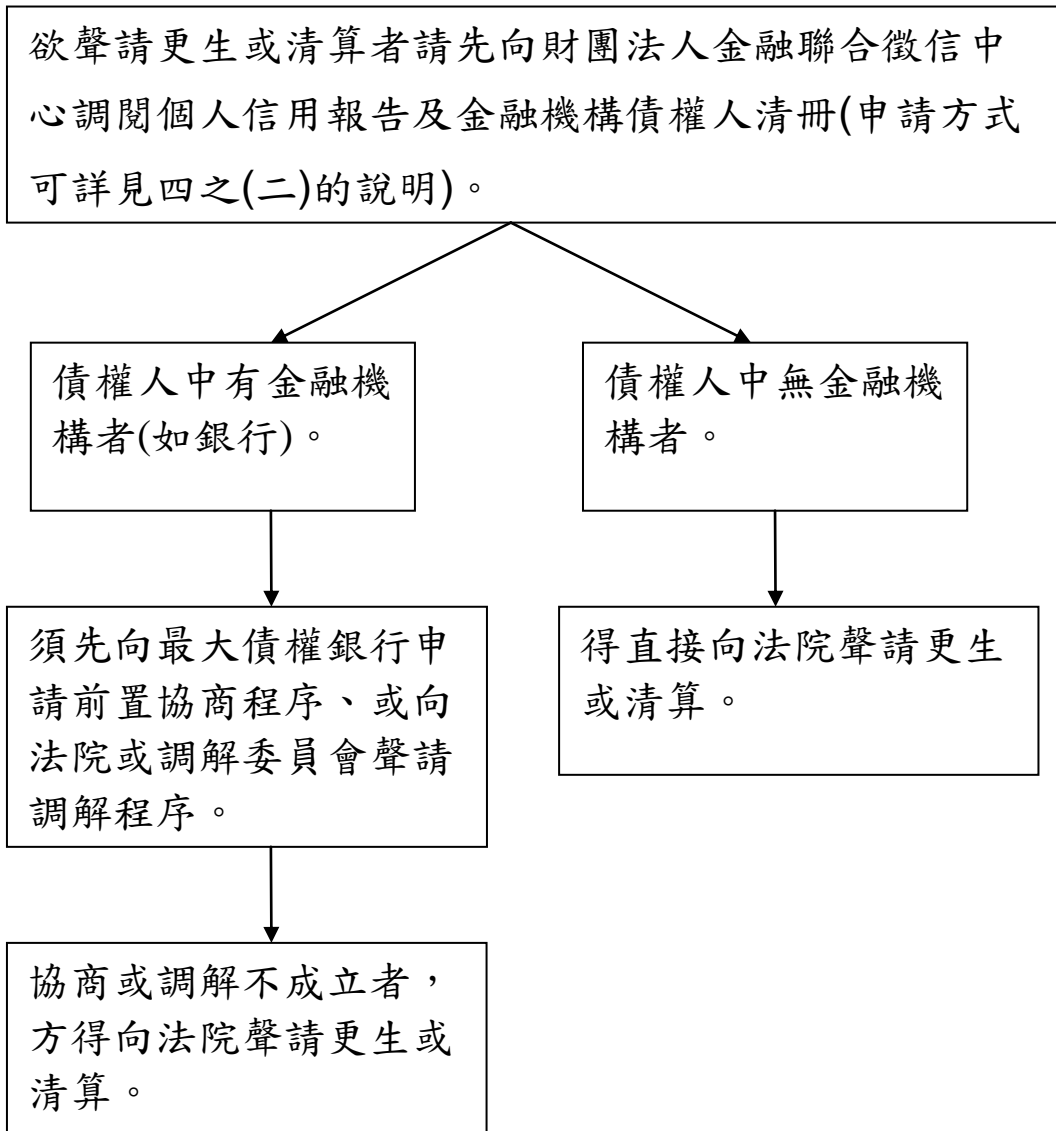 欲聲請更生或清算者請先向財團法人金融聯合徵信中
心調閱個人信用報告及金融機構債權人清冊(申請方式
可詳見四之(二)的說明)。
債權人中有金融機
構者(如銀行)。
債權人中無金融機
構者。
須先向最大債權銀行申
請前置協商程序、或向
法院或調解委員會聲請
調解程序。
得直接向法院聲請更生
或清算。
協商或調解不成立者，
方得向法院聲請更生或
清算。